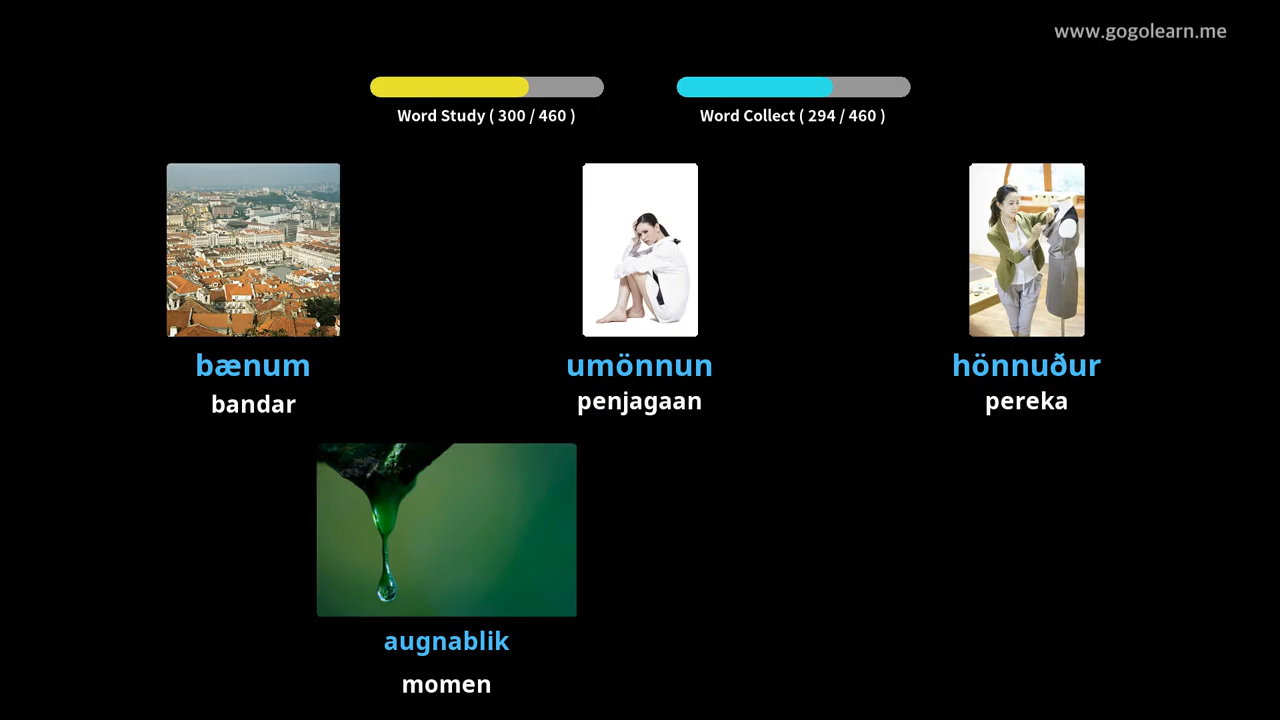 www.gogolearn.me
Word Study ( 300 / 460 )
Word Collect ( 294 / 460 )
bænum
bandar
umönnun
penjagaan
hönnuður
pereka
augnablik
momen